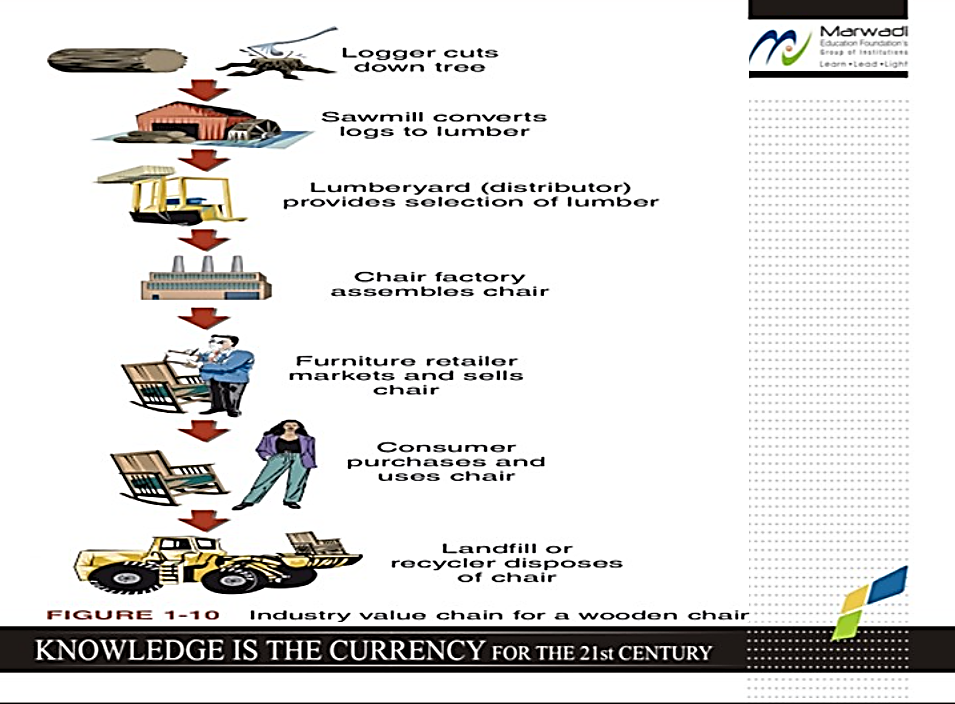 Marwadi
Education Foundation's
Group of Institutions
Learn • Lead • Light
Logger cuts
down tree
Sawmill converts
logs to lumber
Lumberyard (distributor)
provides selection of lumber
Chair factory
assembles chair
Furniture retailer
markets and sells
chair
Consumer
purchases and
uses chair
Landfill or
recycler disposes
of chair
FIGURE 1-10 Industry value chain for a wooden chair
KNOWLEDGE IS THE CURRENCY FOR THE 21st CENTURY